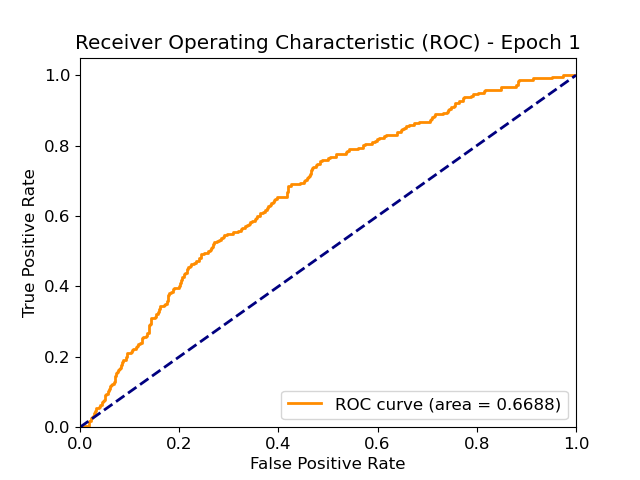 Receiver Operating Characteristic (ROC) - Epoch 1
True Positive Rate
1.0
0.8
0.6
0.4
0.2
0.0
0.0 0.2 0.4 0.6 0.8 1.0
False Positive Rate
ROC curve (area = 0.6688)